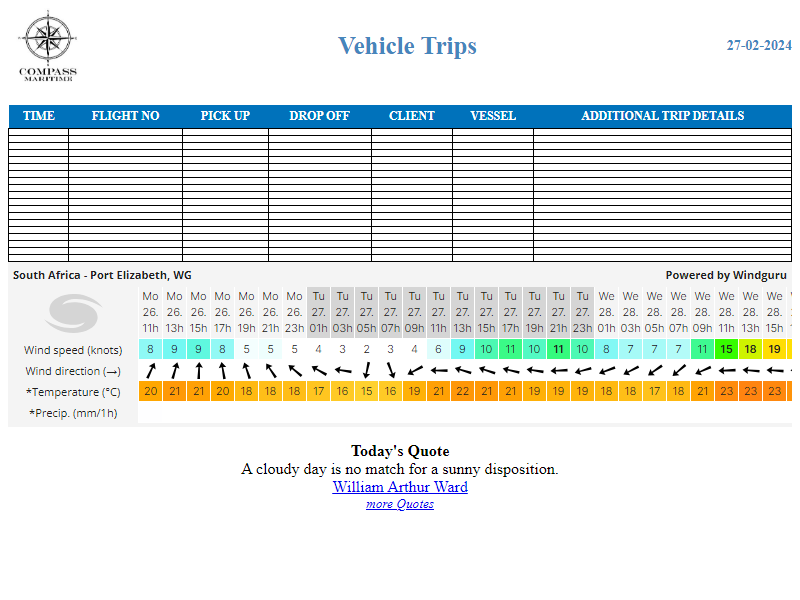 COMPASS
MARITIME
Vehicle Trips
27-02-2024
TIME FLIGHT NO PICK UP DROP OFF CLIENT VESSEL ADDITIONAL TRIP DETAILS
South Africa - Port Elizabeth, WG Powered by Windguru
Mo Mo Mo Mo Mo Mo Mo Tu Tu Tu Tu Tu Tu Tu Tu Tu Tu Tu Tu We We We We We We We We
26. 26. 26. 26. 26. 26. 26. 27. 27. 27. 27. 27. 27. 27. 27. 27. 27. 27. 27. 28. 28. 28. 28. 28. 28. 28. 28.
11h 13h 15h 17h 19h 21h 23h 01h 03h 05h 07h 09h 11h 13h 15h 17h 19h 21h 23h 01h 03h 05h 07h 09h 11h 13h 15h
Wind speed (knots) 8 9 9 8 5 5 5 4 3 2 3 4 6 9 10 11 10 11 10 8 7 7 7 11 15 18 19
Wind direction (→)
*Temperature (°C) 20 21 21 20 18 18 18 17 16 15 16 19 21 22 21 21 19 19 19 18 18 17 18 21 23 23 23
*Precip. (mm/1h)
Today's Quote
A cloudy day is no match for a sunny disposition.
William Arthur Ward
more Quotes